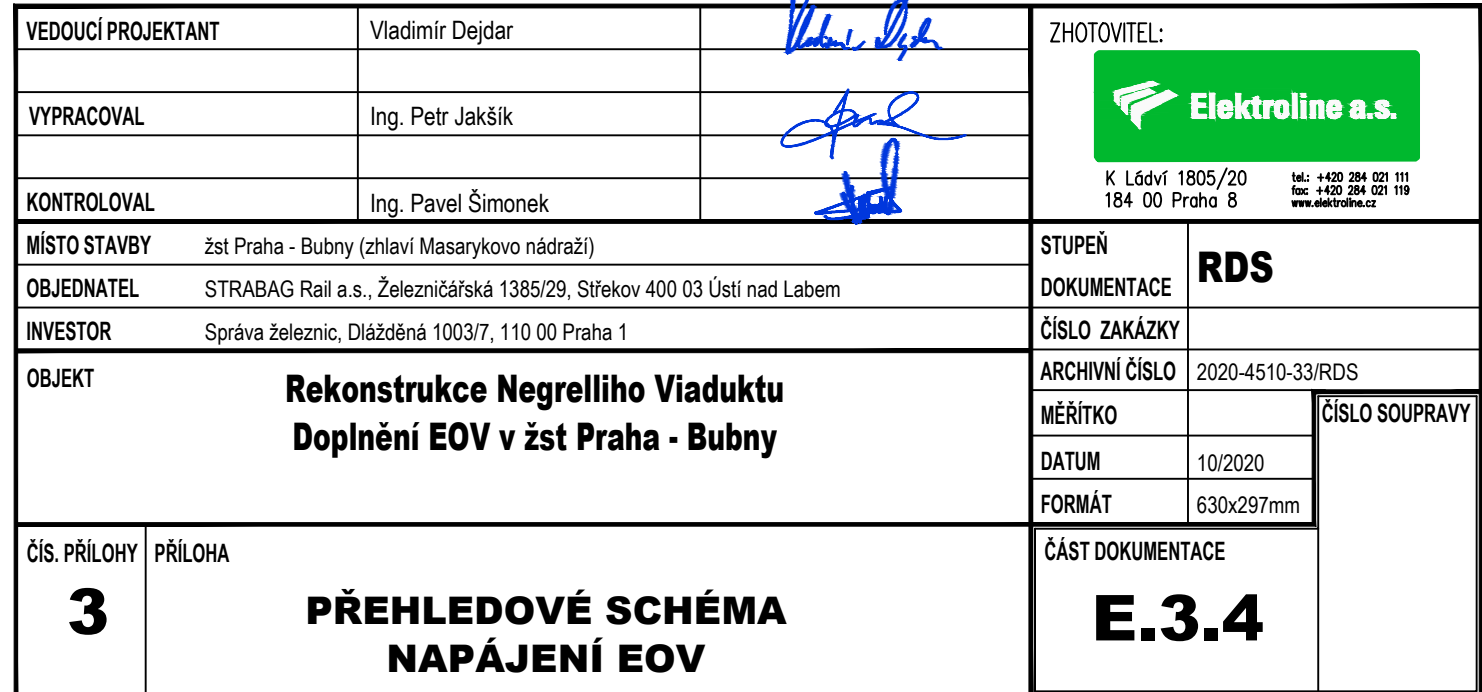 VEDOUCÍ PROJEKTANT Vladimír Dejdar
VYPRACOVAL Ing. Petr Jakšík
KONTROLOVAL Ing. Pavel Šimonek
ZHOTOVITEL:
Elektroline a.s.
K Ládví 1805/20
184 00 Praha 8
tel.: +420 284 021 111
fax: +420 284 021 119
www.elektroline.cz
MÍSTO STAVBY žst Praha - Bubny (zhlaví Masarykovo nádraží)
OBJEDNATEL STRABAG Rail a.s., Železničářská 1385/29, Střekov 400 03 Ústí nad Labem
INVESTOR Správa železnic, Dlážděná 1003/7, 110 00 Praha 1
STUPEŇ
DOKUMENTACE RDS
ČÍSLO ZAKÁZKY
ARCHIVNÍ ČÍSLO 2020-4510-33/RDS
MĚŘÍTKO
ČÍSLO SOUPRAVY
DATUM 10/2020
FORMÁT 630x297mm
OBJEKT
Rekonstrukce Negrelliho Viaduktu
Doplnění EOV v žst Praha - Bubny
ČÍS. PŘÍLOHY
3
PŘÍLOHA
PŘEHLEDOVÉ SCHÉMA
NAPÁJENÍ EOV
ČÁST DOKUMENTACE
E.3.4